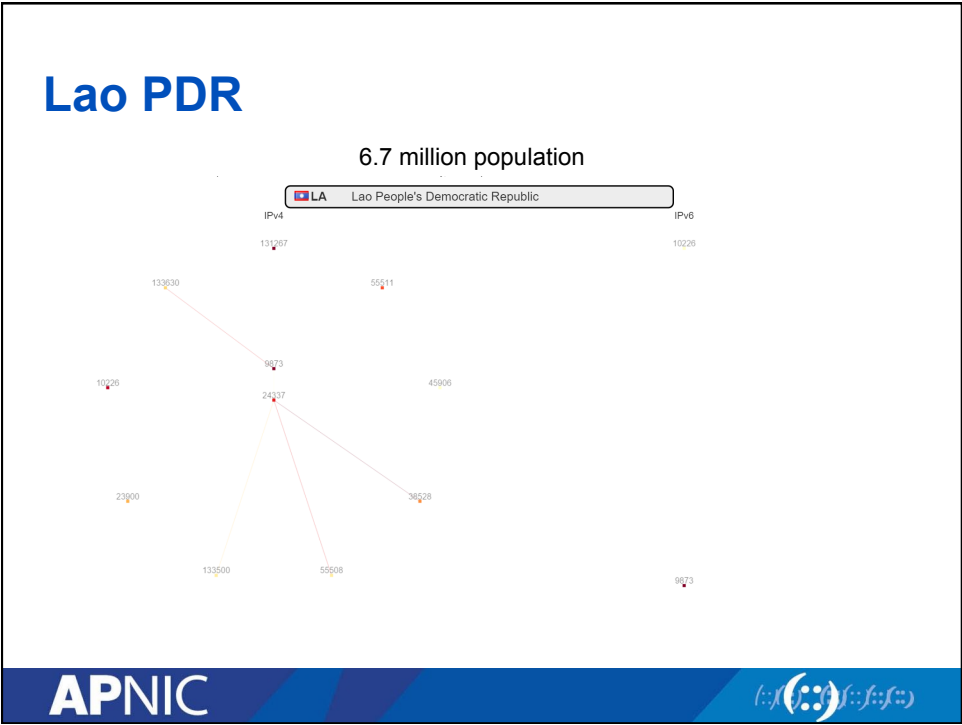 Lao PDR
6.7 million population
LA Lao People's Democratic Republic
IPv4 IPv6
131267 10226
133630 55511
9873
10226 45906
24337
23900 38528
133500 55508
9873
APNIC